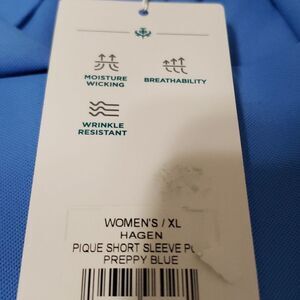 MOISTURE
WICKING
BREATHABILITY
WRINKLE
RESISTANT
WOMEN'S / XL
HAGEN
PIQUE SHORT SLEEVE
PREPPY BLUE